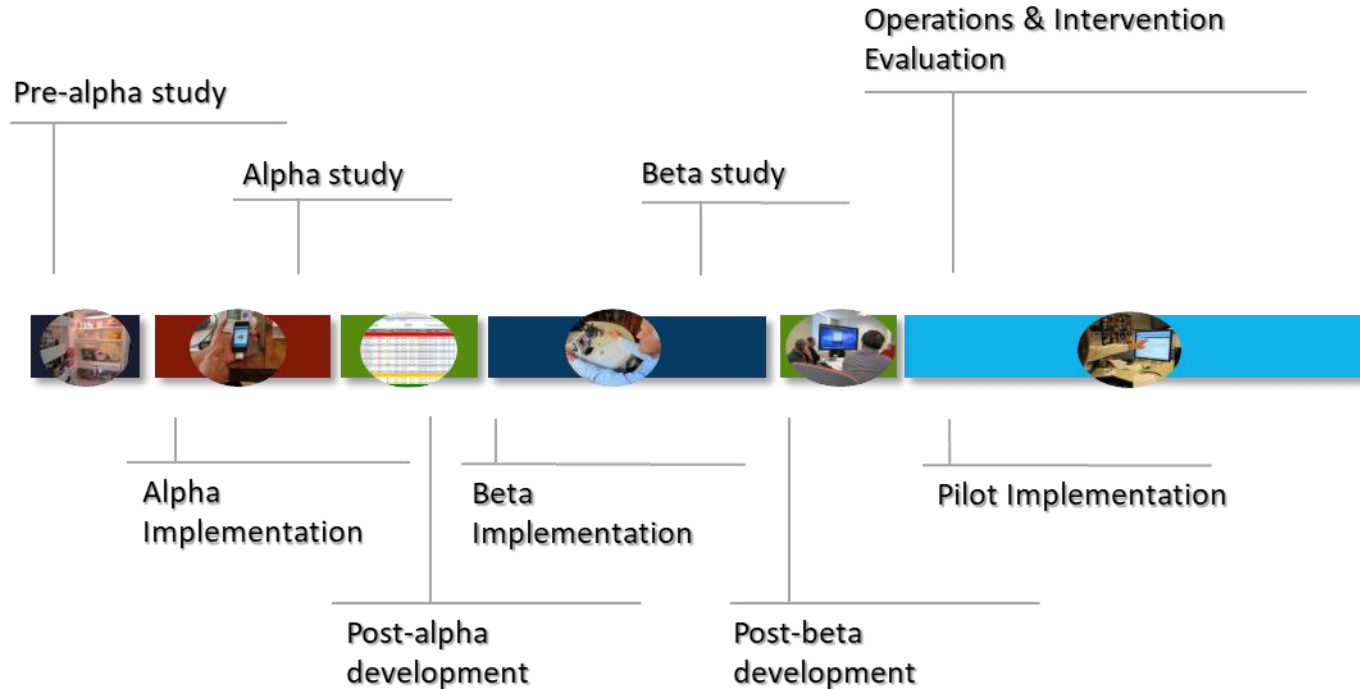 Operations & Intervention
Evaluation
Pre-alpha study
Alpha study
Beta study
Alpha
Implementation
Beta
Implementation
Pilot Implementation
Post-alpha
development
Post-beta
development